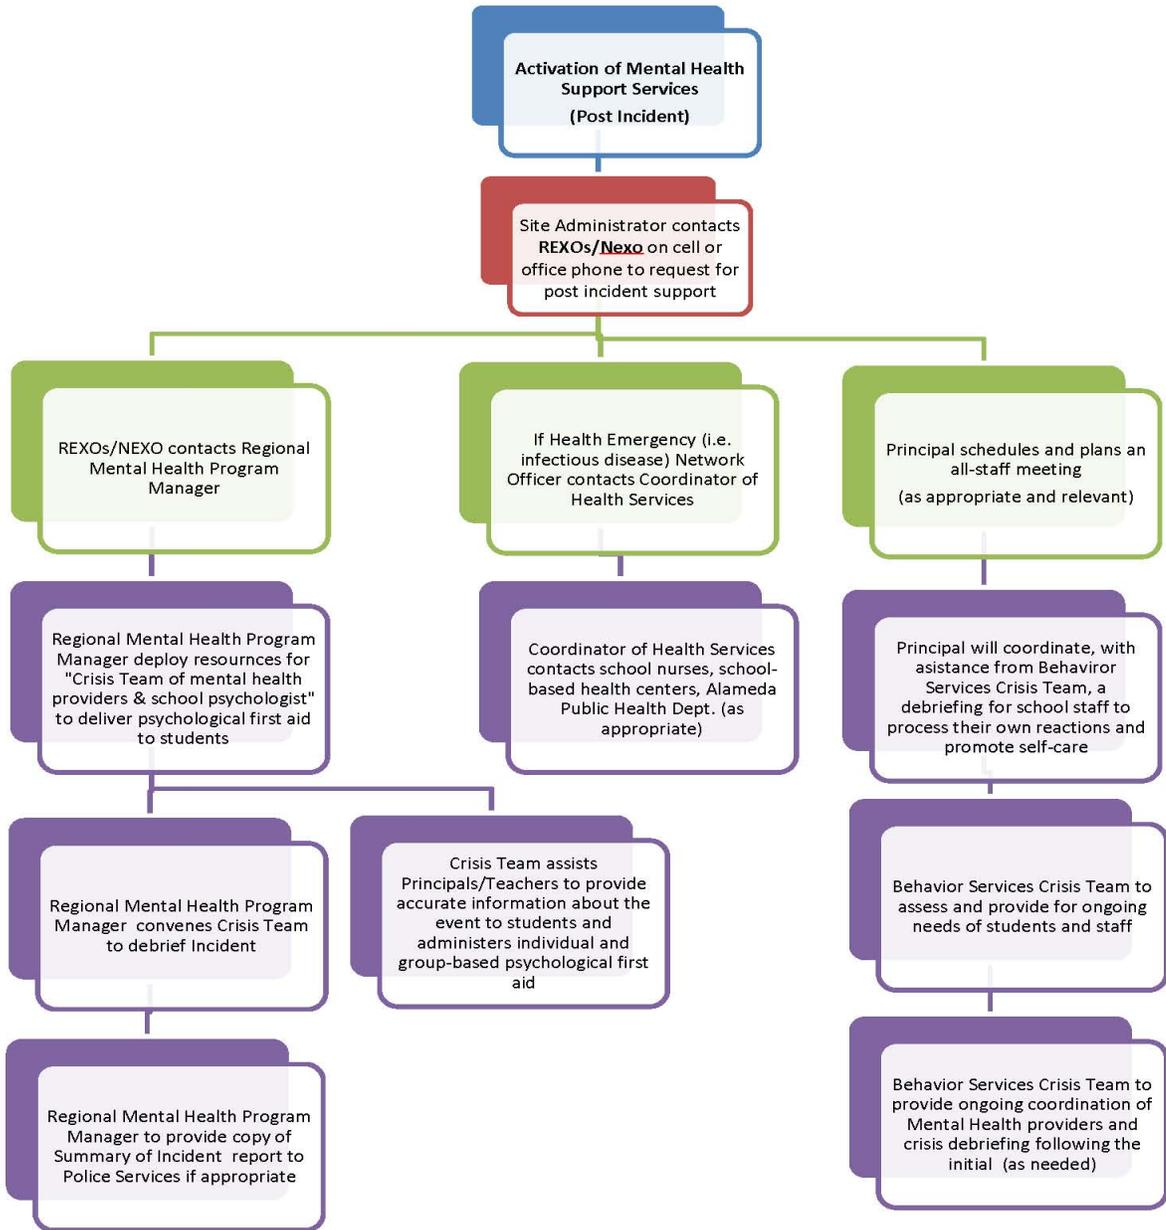 Activation of Mental Health
Support Services
(Post Incident)
Site Administrator contacts
REXOs/Nexo on cell or
office phone to request for
post incident support
REXOs/NEXO contacts Regional
Mental Health Program
Manager
If Health Emergency (i.e.
infectious disease) Network
Officer contacts Coordinator of
Health Services
Principal schedules and plans an
all-staff meeting
(as appropriate and relevant)
Regional Mental Health Program
Manager deploy resournces for
"Crisis Team of mental health
providers & school psychologist"
to deliver psychological first aid
to students
Coordinator of Health Services
contacts school nurses, school-
based health centers, Alameda
Public Health Dept. (as
appropriate)
Principal will coordinate, with
asistance from Behaviror
Services Crisis Team, a
debriefing for school staff to
process their own reactions and
promote self-care
Regional Mental Health Program
Manager convenes Crisis Team
to debrief Incident
Crisis Team assists
Principals/Teachers to provide
accurate information about the
event to students and
administers individual and
group-based psychological first
aid
Behavior Services Crisis Team to
assess and provide for ongoing
needs of students and staff
Regional Mental Health Program
Manager to provide copy of
Summary of Incident report to
Police Services if appropriate
Behavior Services Crisis Team to
provide ongoing coordination of
Mental Health providers and
crisis debriefing following the
initial (as needed)